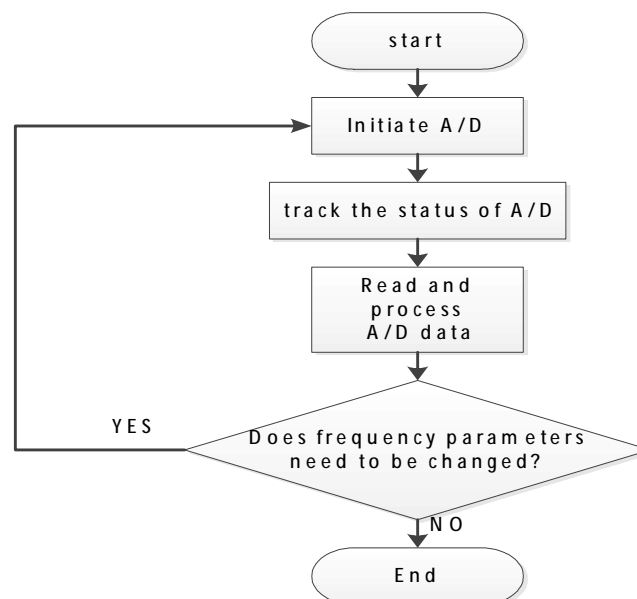 start
Initiate A/D
track the status of A/D
Read and
process
A/D data
YES
Does frequency parameters
need to be changed?
NO
End